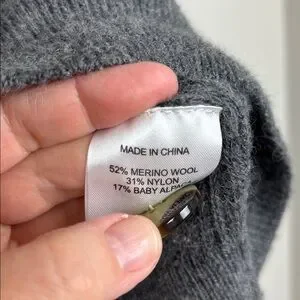 MADE IN CHINA
52% MERINO WOOL
31% NYLON
17% BABY ALPACA